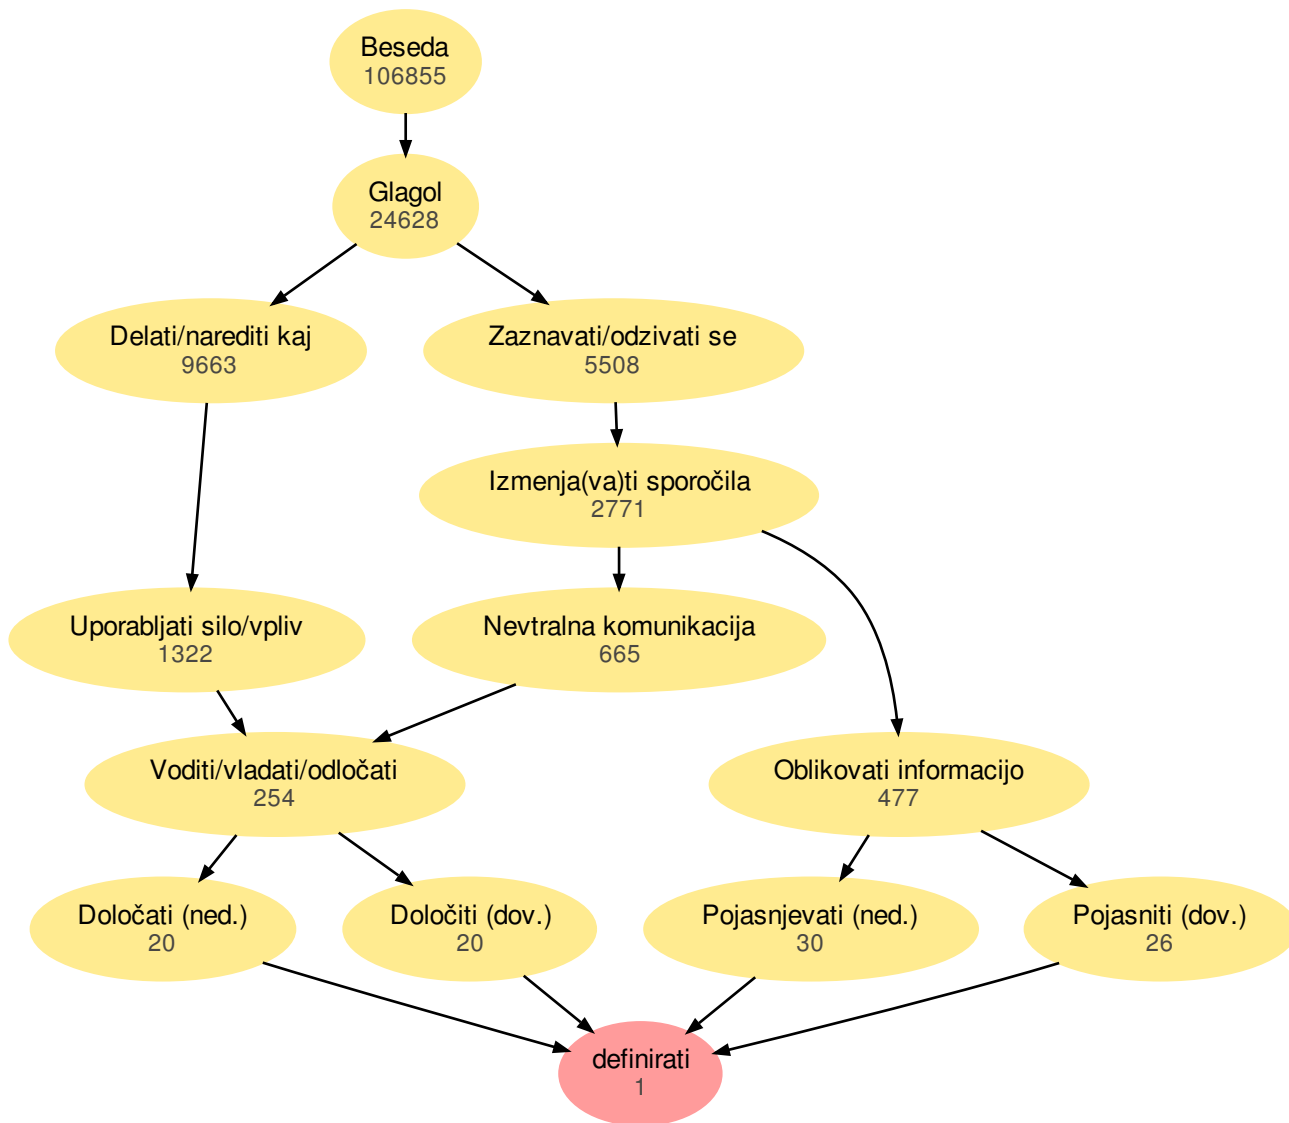 Beseda
106855
Glagol
24628
Delati/narediti kaj
9663
Zaznavati/odzivati se
5508
Izmenja(va)ti sporočila
2771
Uporabljati silo/vpliv
1322
Nevtralna komunikacija
665
Voditi/vladati/odločati
254
Oblikovati informacijo
477
Določati (ned.)
20
Določiti (dov.)
20
Pojasnjevati (ned.)
30
Pojasniti (dov.)
26
definirati
1